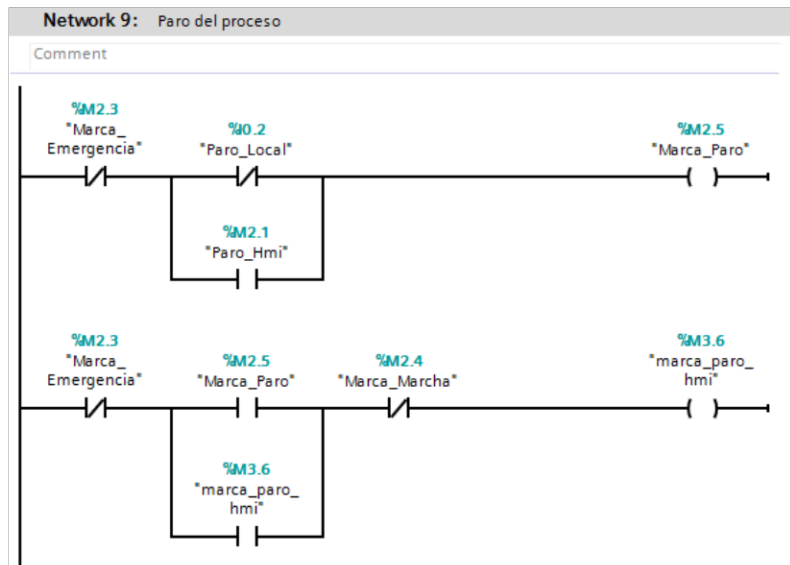 Network 9: Paro del proceso
Comment
%M2.3
"Marca_
Emergencia"
%I0.2
"Paro_Local"
%M2.5
"Marca_Paro"
%M2.1
"Paro_Hmi"
%M2.3
"Marca_
Emergencia"
%M2.5
"Marca_Paro"
%M2.4
"Marca_Marcha"
%M3.6
"marca_paro_
hmi"
%M3.6
"marca_paro_
hmi"